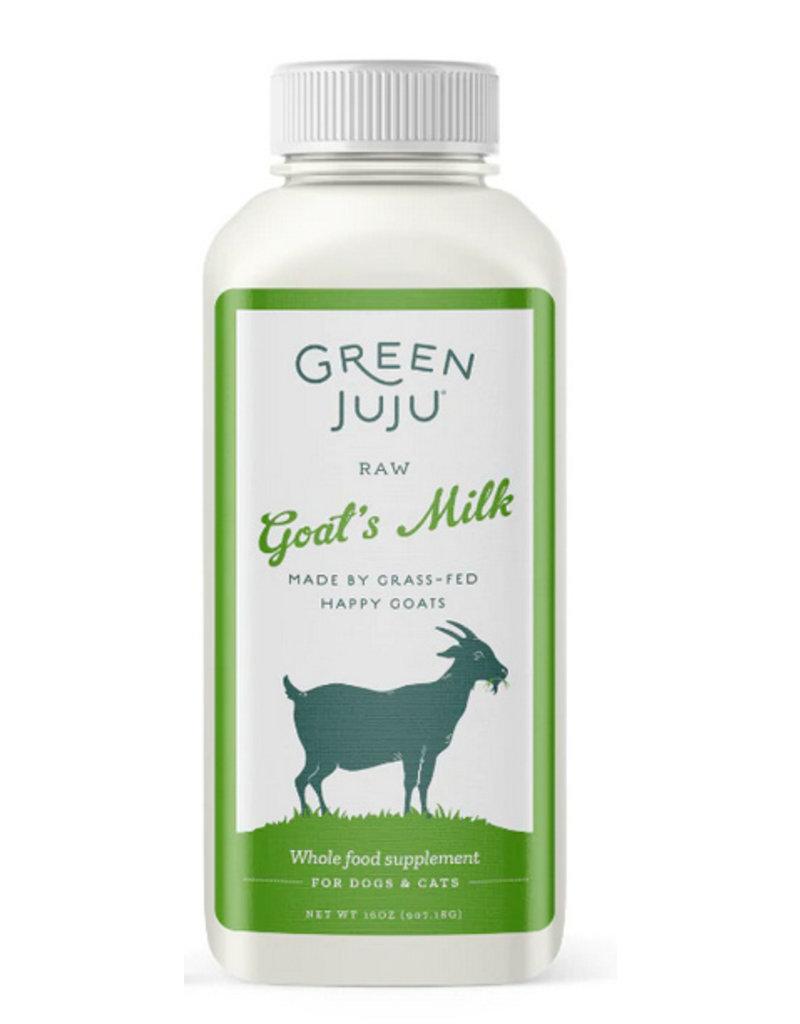 GREEN
JUJU®
RAW
Goat's Milk
MADE BY GRASS-FED
HAPPY GOATS
Whole food supplement
FOR DOGS & CATS
NET WT 16OZ (907.18G)